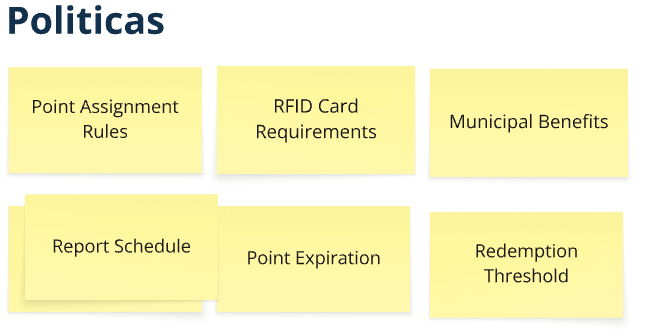 Politicas
Point Assignment
Rules
RFID Card
Requirements
Municipal Benefits
Report Schedule
Point Expiration
Redemption
Threshold